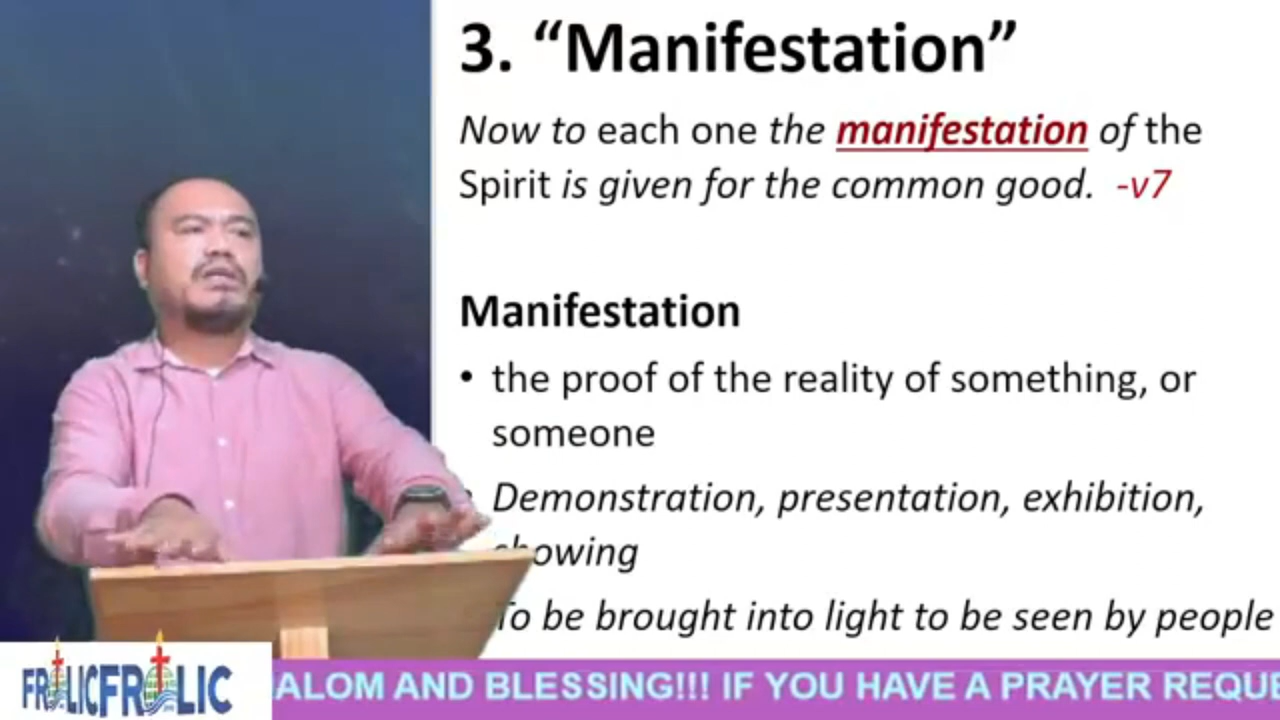 3. “Manifestation”
Now to each one the manifestation of the
Spirit is given for the common good. -v7
Manifestation
• the proof of the reality of something, or
someone
Demonstration, presentation, exhibition,
showing
To be brought into light to be seen by people
FROLICFROLIC
ALOM AND BLESSING!!! IF YOU HAVE A PRAYER REQUE